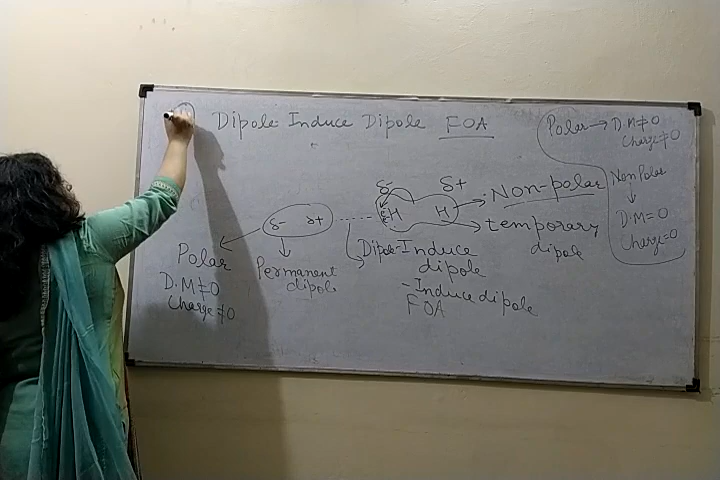 Dipole-Induce Dipole FOA
Polar → D.M≠0
Charge≠0
Non Polar
D.M=0
Charge=0
δ- δ+
δ- δ+
H H
Non-polar
temporary
dipole
Polar
D.M≠0
Charge≠0
Permanent
dipole
Dipole-Induce
dipole
- Induce dipole
FOA